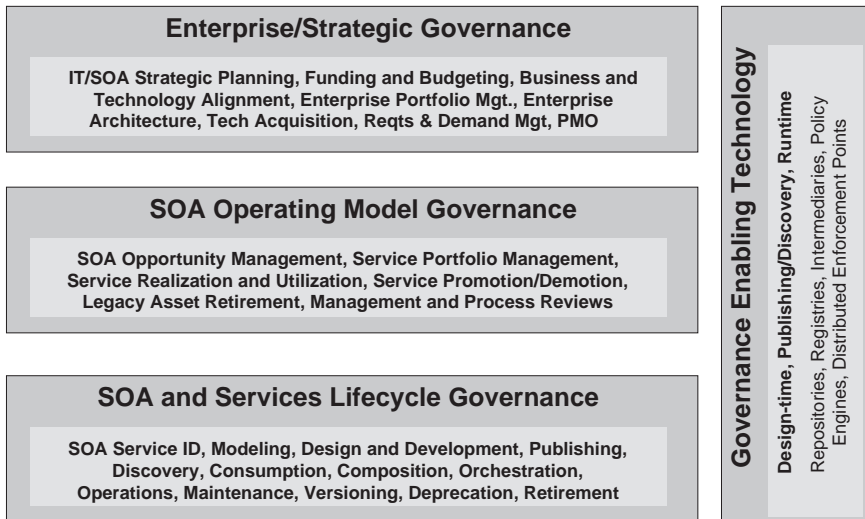 Enterprise/Strategic Governance
IT/SOA Strategic Planning, Funding and Budgeting, Business and
Technology Alignment, Enterprise Portfolio Mgt., Enterprise
Architecture, Tech Acquisition, Reqts & Demand Mgt, PMO
SOA Operating Model Governance
SOA Opportunity Management, Service Portfolio Management,
Service Realization and Utilization, Service Promotion/Demotion,
Legacy Asset Retirement, Management and Process Reviews
SOA and Services Lifecycle Governance
SOA Service ID, Modeling, Design and Development, Publishing,
Discovery, Consumption, Composition, Orchestration,
Operations, Maintenance, Versioning, Deprecation, Retirement
Governance Enabling Technology
Design-time, Publishing/Discovery, Runtime
Repositories, Registries, Intermediaries, Policy
Engines, Distributed Enforcement Points